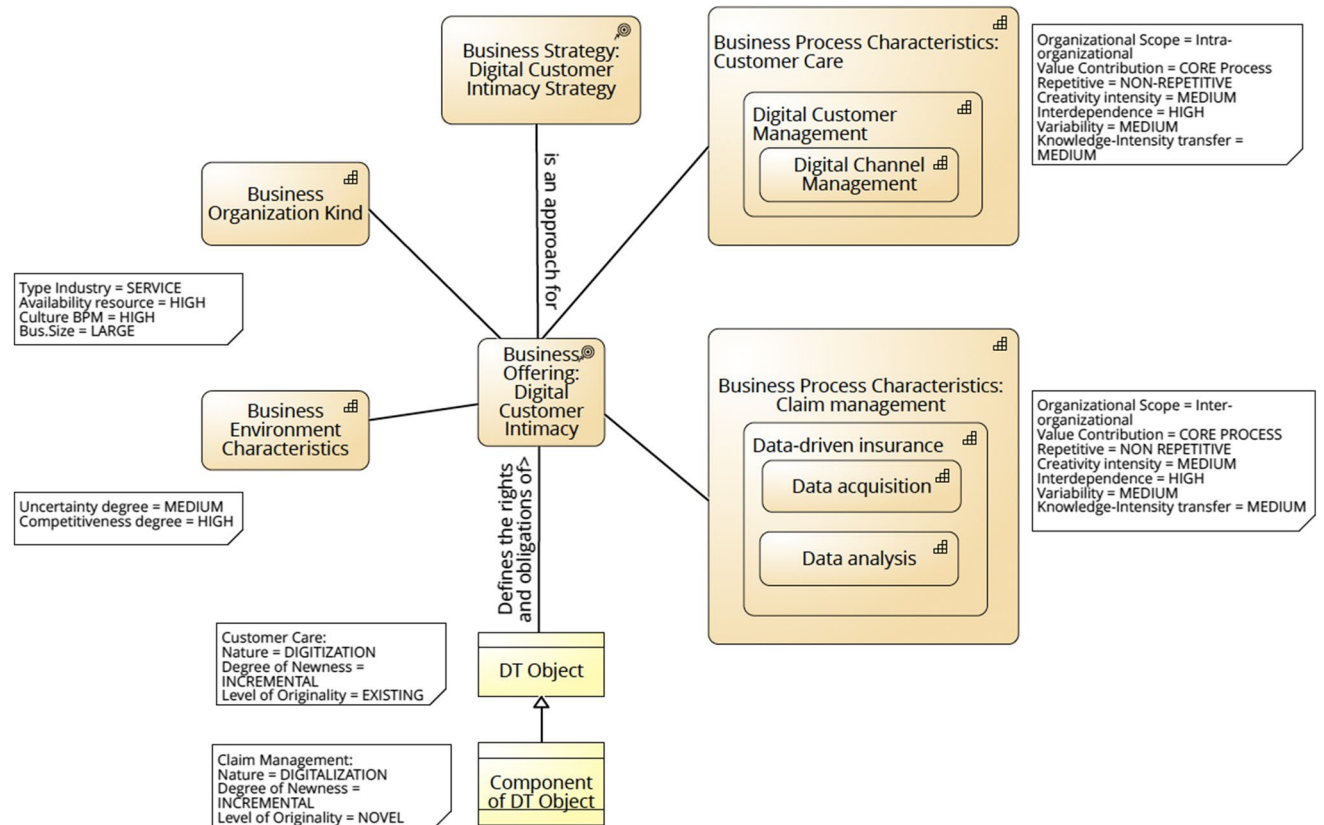 Business Strategy:
Digital Customer
Intimacy Strategy
is an approach for
Business Process Characteristics:
Customer Care
Digital Customer
Management
Digital Channel
Management
Organizational Scope = Intra-
organizational
Value Contribution = CORE Process
Repetitive = NON-REPETITIVE
Creativity intensity = MEDIUM
Interdependence = HIGH
Variability = MEDIUM
Knowledge-Intensity transfer =
MEDIUM
Business
Organization Kind
Type Industry = SERVICE
Availability resource = HIGH
Culture BPM = HIGH
Bus.Size = LARGE
Business
Offering:
Digital
Customer
Intimacy
Business
Environment
Characteristics
Uncertainty degree = MEDIUM
Competitiveness degree = HIGH
Business Process Characteristics:
Claim management
Data-driven insurance
Data acquisition
Data analysis
Organizational Scope = Inter-
organizational
Value Contribution = CORE PROCESS
Repetitive = NON REPETITIVE
Creativity intensity = MEDIUM
Interdependence = HIGH
Variability = MEDIUM
Knowledge-Intensity transfer = MEDIUM
Defines the rights
and obligations of>
Customer Care:
Nature = DIGITIZATION
Degree of Newness =
INCREMENTAL
Level of Originality = EXISTING
DT Object
Claim Management:
Nature = DIGITALIZATION
Degree of Newness =
INCREMENTAL
Level of Originality = NOVEL
Component
of DT Object